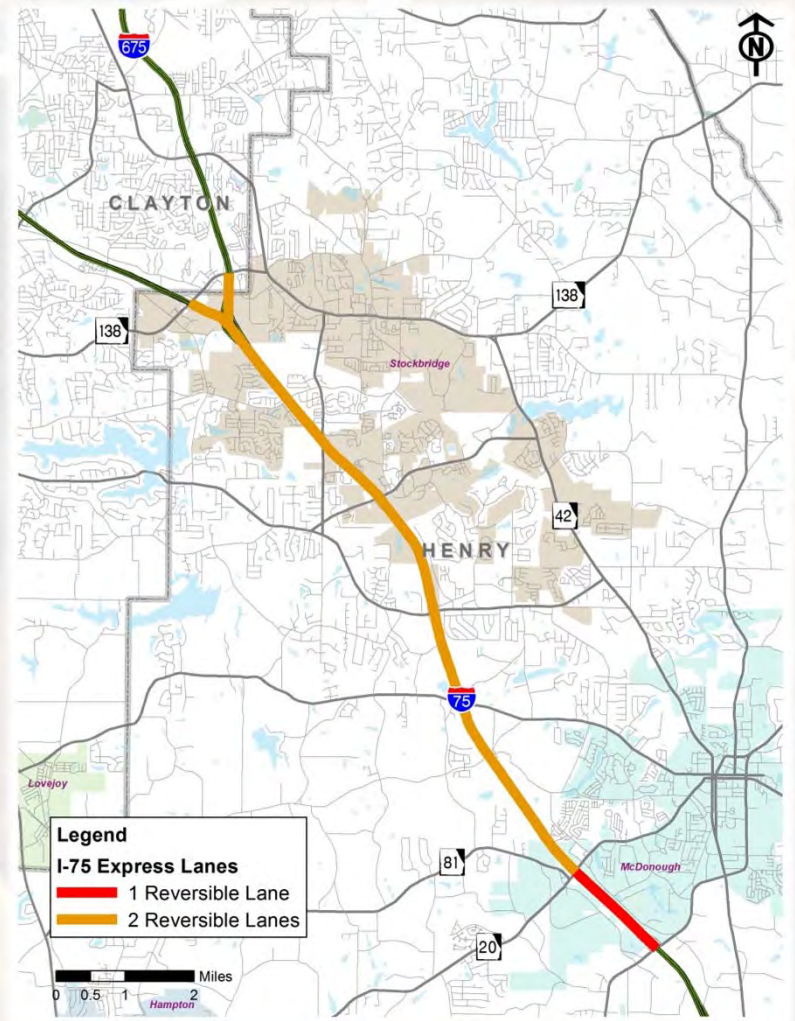 N
675
CLAYTON
138
138
Stockbridge
42
HENRY
75
Lovejoy
Legend
I-75 Express Lanes
1 Reversible Lane
2 Reversible Lanes
81
McDonough
20
Miles
0 0.5 1 2
Hampton